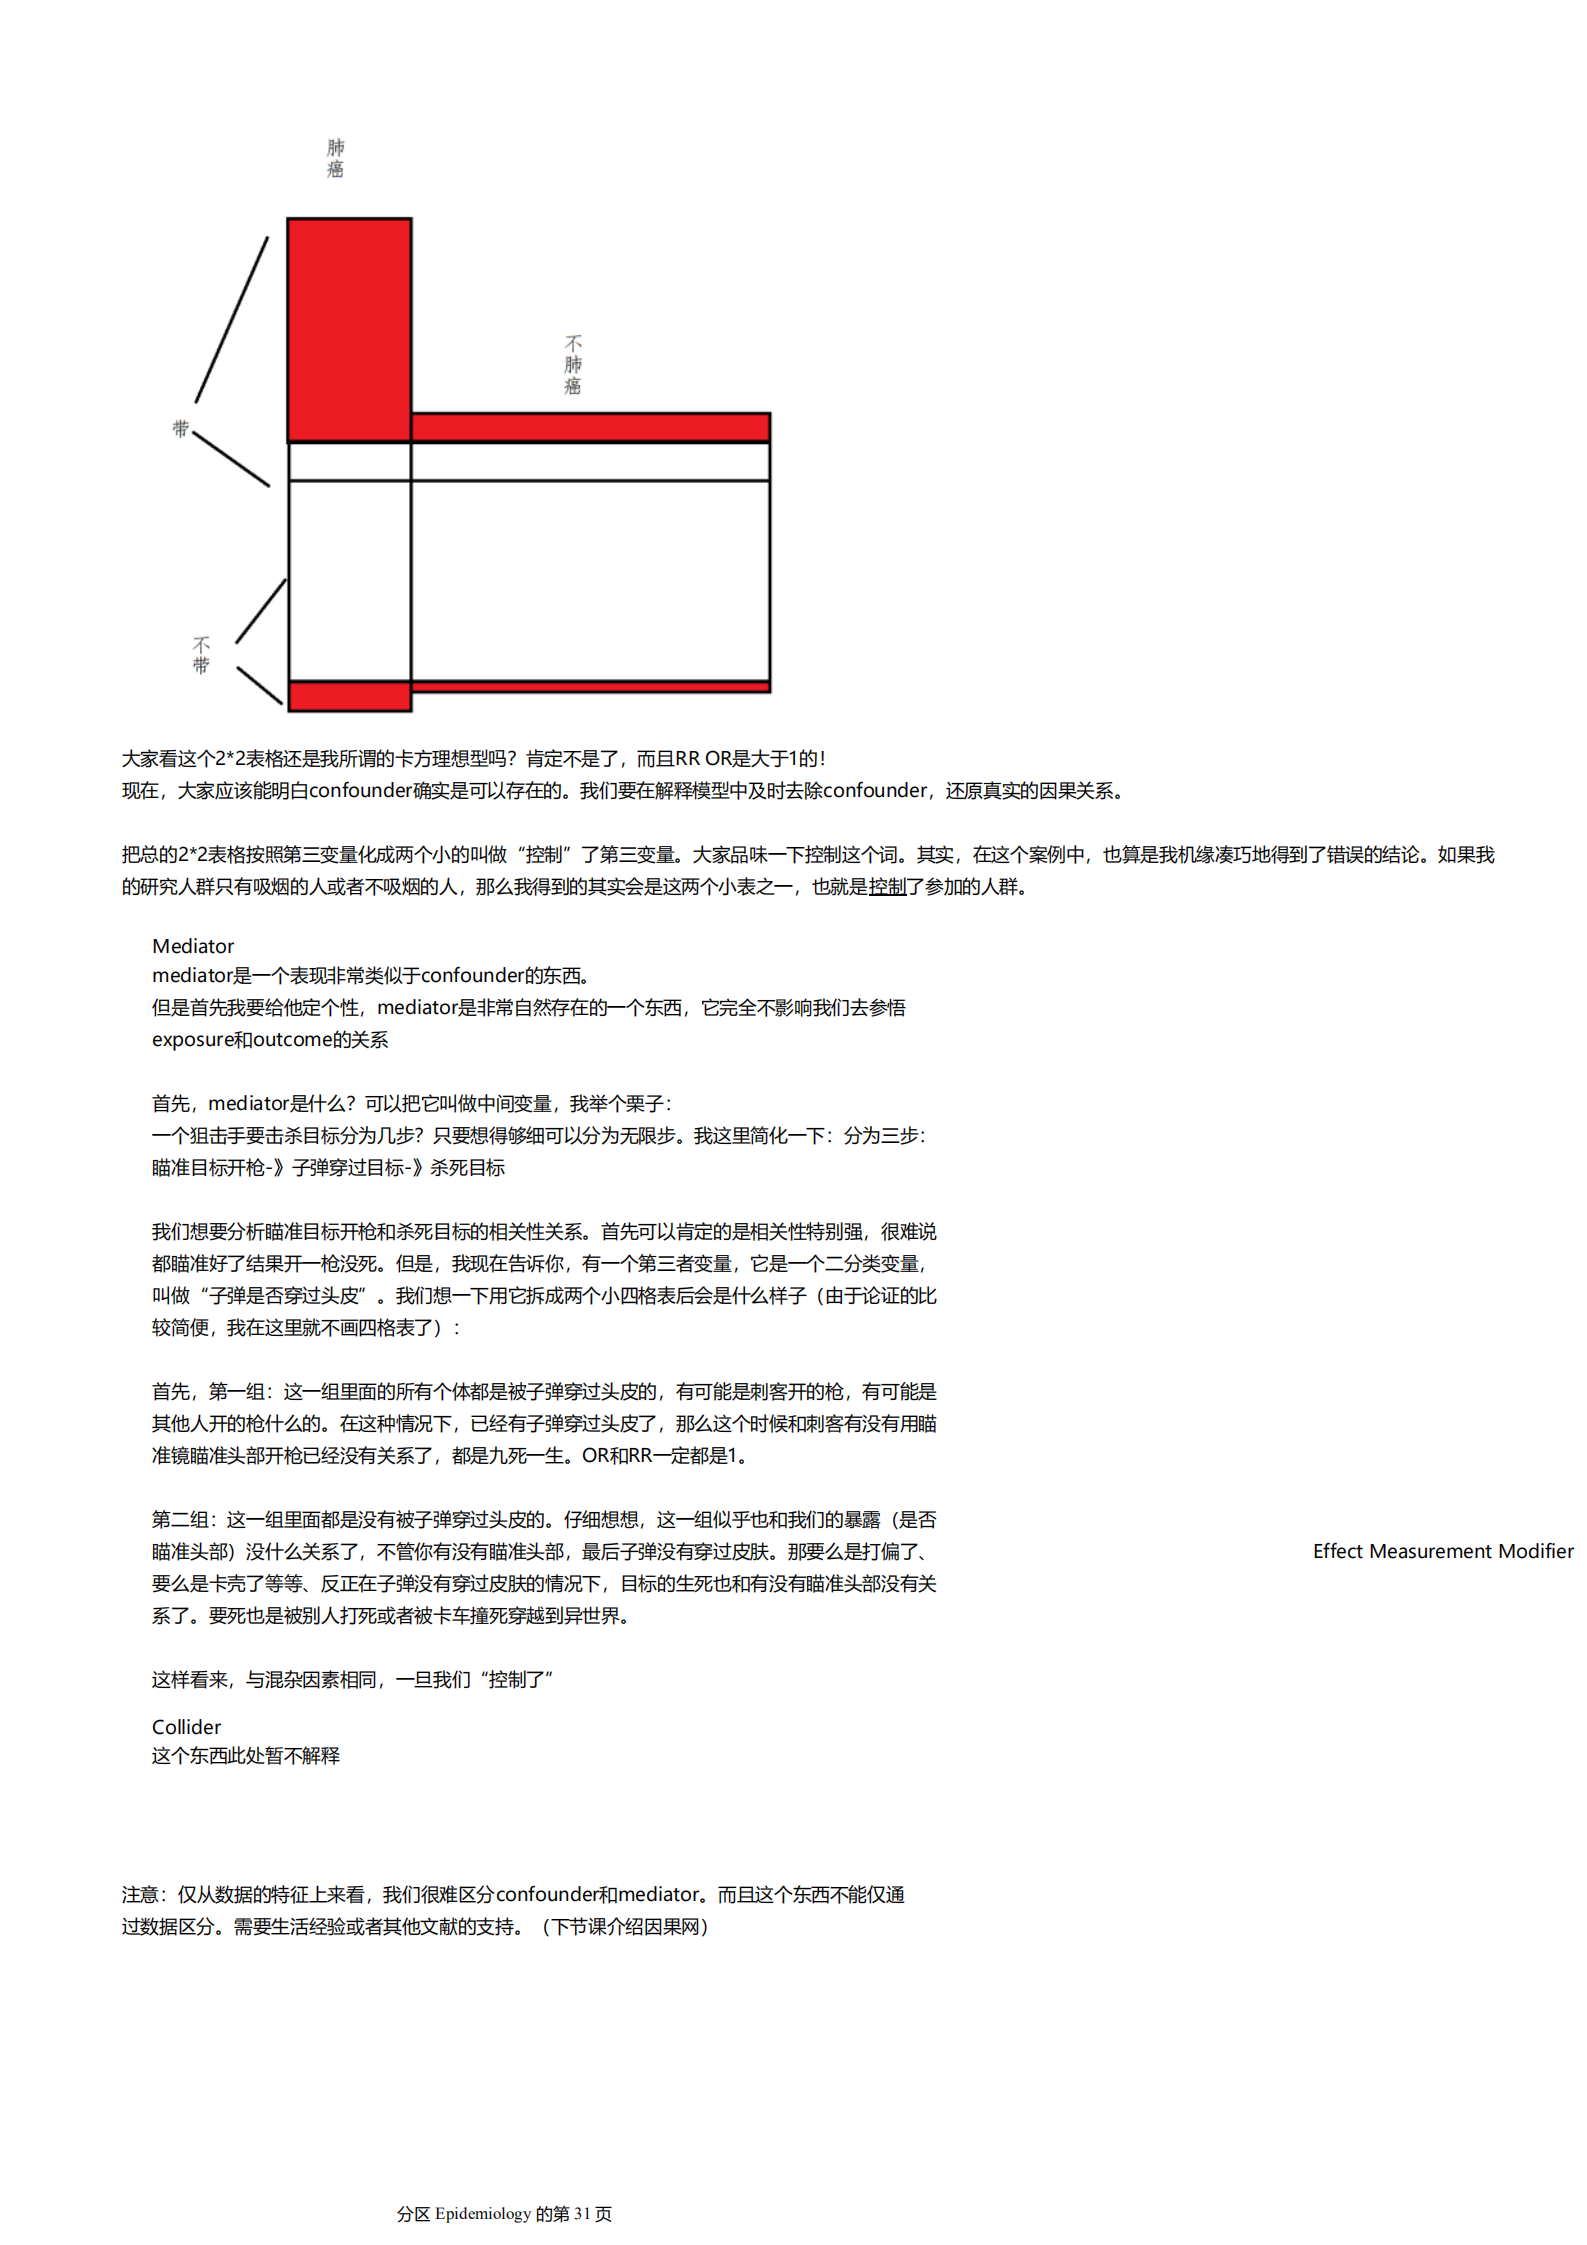 肺
癌
不
肺
癌
带
不
带
大家看这个2*2表格还是我所谓的卡方理想型吗？肯定不是了，而且RR OR是大于1的！
现在，大家应该能明白confounder确实是可以存在的。我们要在解释模型中及时去除confounder，还原真实的因果关系。
把总的2*2表格按照第三变量化成两个小的叫做“控制”了第三变量。大家品味一下控制这个词。其实，在这个案例中，也算是我机缘凑巧地得到了错误的结论。如果我
的研究人群只有吸烟的人或者不吸烟的人，那么我得到的其实会是这两个小表之一，也就是控制了参加的人群。
Mediator
mediator是一个表现非常类似于confounder的东西。
但是首先我要给他定个性，mediator是非常自然存在的一个东西，它完全不影响我们去参悟
exposure和outcome的关系
首先，mediator是什么？可以把它叫做中间变量，我举个栗子：
一个狙击手要击杀目标分为几步？只要想得够细可以分为无限步。我这里简化一下：分为三步：
瞄准目标开枪-》子弹穿过目标-》杀死目标
我们想要分析瞄准目标开枪和杀死目标的相关性关系。首先可以肯定的是相关性特别强，很难说
都瞄准好了结果开一枪没死。但是，我现在告诉你，有一个第三者变量，它是一个二分类变量，
叫做“子弹是否穿过头皮”。我们想一下用它拆成两个小四格表后会是什么样子（由于论证的比
较简便，我在这里就不画四格表了）：
首先，第一组：这一组里面的所有个体都是被子弹穿过头皮的，有可能是刺客开的枪，有可能是
其他人开的枪什么的。在这种情况下，已经有子弹穿过头皮了，那么这个时候和刺客有没有用瞄
准镜瞄准头部开枪已经没有关系了，都是九死一生。OR和RR一定都是1。
第二组：这一组里面都是没有被子弹穿过头皮的。仔细想想，这一组似乎也和我们的暴露（是否
瞄准头部）没什么关系了，不管你有没有瞄准头部，最后子弹没有穿过皮肤。那要么是打偏了、
要么是卡壳了等等、反正在子弹没有穿过皮肤的情况下，目标的生死也和有没有瞄准头部没有关
系了。要死也是被别人打死或者被卡车撞死穿越到异世界。
这样看来，与混杂因素相同，一旦我们“控制了”
Collider
这个东西此处暂不解释
Effect Measurement Modifier
注意：仅从数据的特征上来看，我们很难区分confounder和mediator。而且这个东西不能仅通
过数据区分。需要生活经验或者其他文献的支持。（下节课介绍因果网）
分区 Epidemiology 的第 31 页